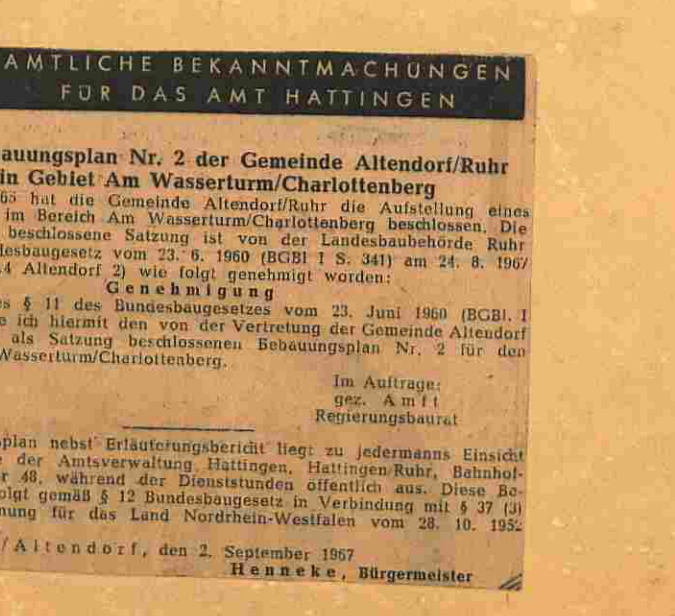 AMTLICHE BEKANNTMACHUNGEN
FÜR DAS AMT HATTINGEN
auungsplan Nr. 2 der Gemeinde Altendorf/Ruhr
in Gebiet Am Wasserturm/Charlottenberg
65 hat die Gemeinde Altendorf/Ruhr die Aufstellung eines
im Bereich Am Wasserturm/Charlottenberg beschlossen. Die
beschlossene Satzung ist von der Landesbaubehörde Ruhr
desbaugesetz vom 23. 6. 1960 (BGBl I S. 341) am 24. 8. 1967
.4 Altendorf 2) wie folgt genehmigt worden:
Genehmigung
s § 11 des Bundesbaugesetzes vom 23. Juni 1960 (BGBl. I
e ich hiermit den von der Vertretung der Gemeinde Altendorf
als Satzung beschlossenen Bebauungsplan Nr. 2 für den
Wasserturm/Charlottenberg.
Im Auftrage:
gez. Amft
Regierungsbaurat
plan nebst Erläuterungsbericht liegt zu jedermanns Einsicht
e der Amtsverwaltung Hattingen, Hattingen/Ruhr, Bahnhof-
r 48, während der Dienststunden öffentlich aus. Diese Be-
olgt gemäß § 12 Bundesbaugesetz in Verbindung mit § 37 (3)
nung für das Land Nordrhein-Westfalen vom 28. 10. 1952
/Altendorf, den 2. September 1967
Henneke, Bürgermeister